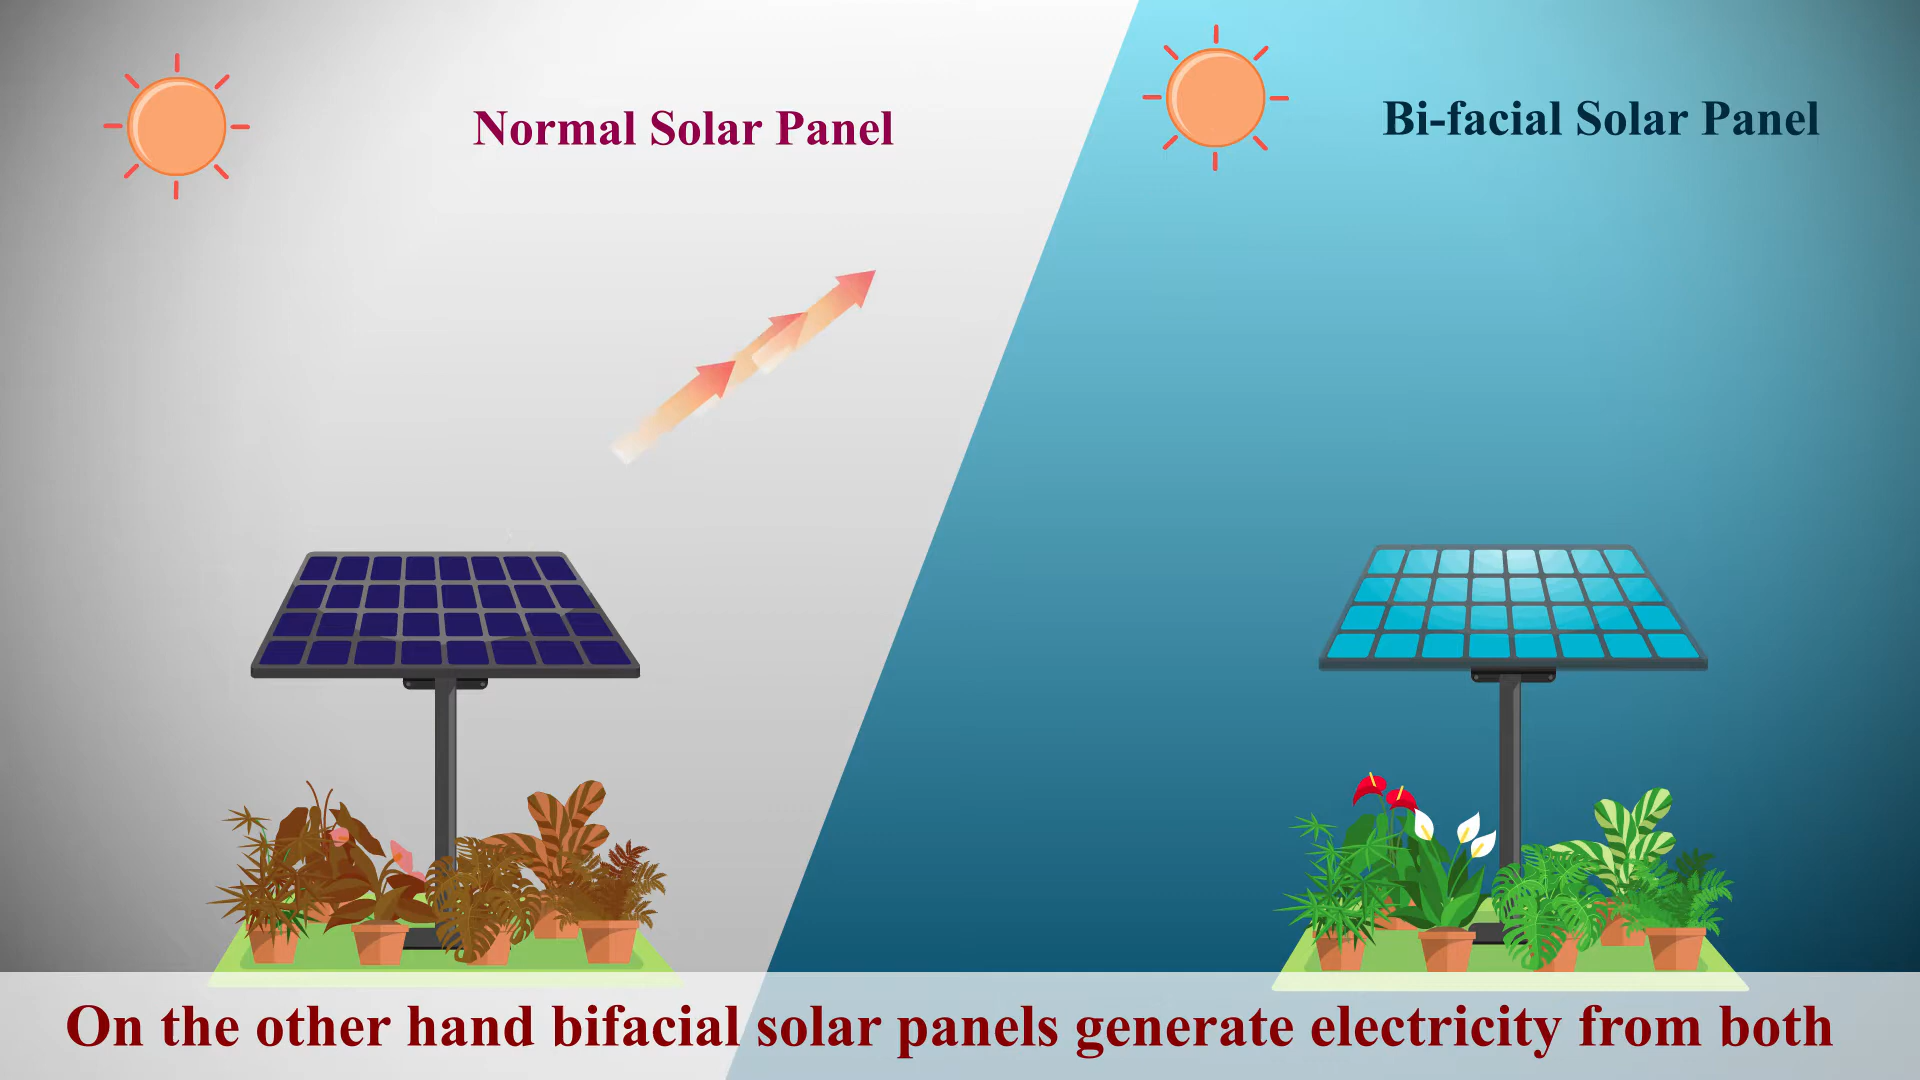 Normal Solar Panel
Bi-facial Solar Panel
On the other hand bifacial solar panels generate electricity from both